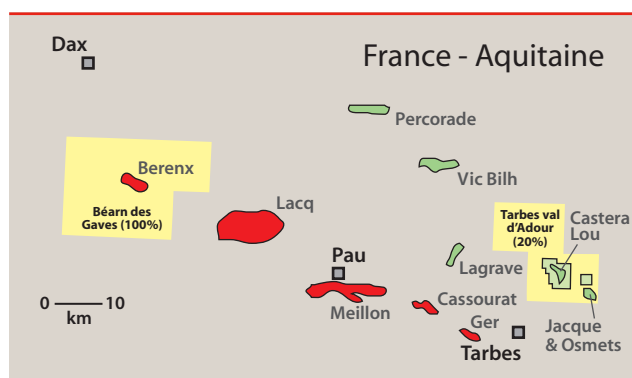 France - Aquitaine
Dax
Percorade
Berenx
Vic Bilh
Béarn des
Gaves (100%)
Lacq
Tarbes val
d'Adour
(20%)
Castera
Lou
Pau
Lagrave
0 10
km
Meillon
Cassourat
Ger
Tarbes
Jacque
& Osmets